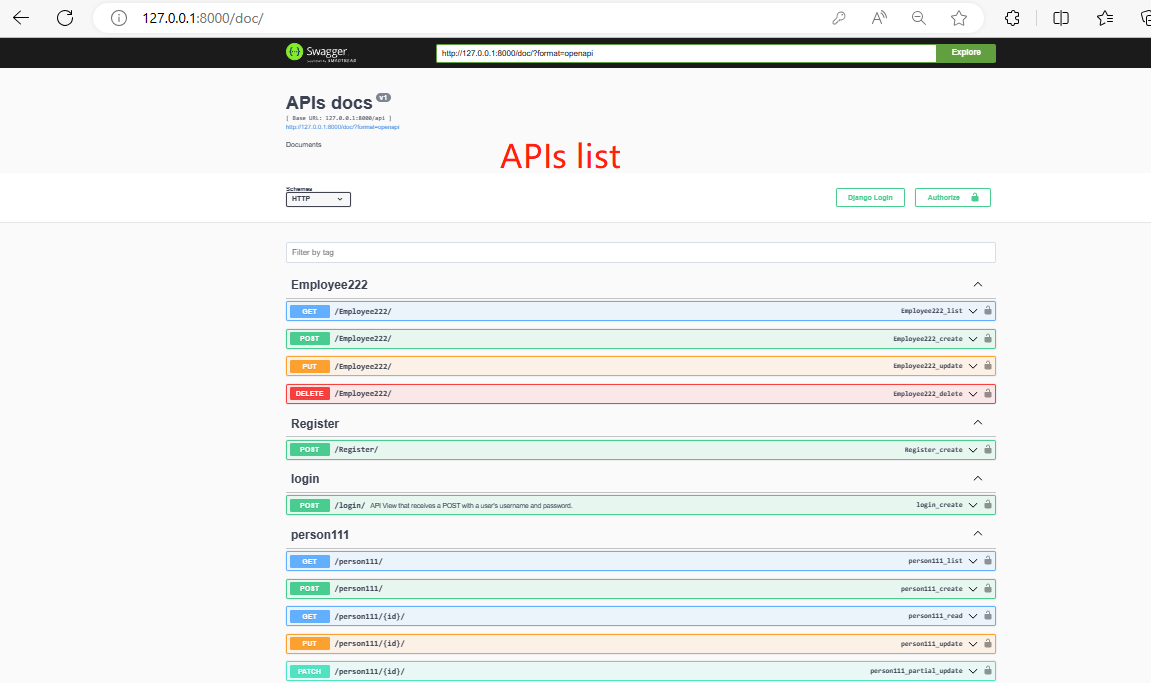 127.0.0.1:8000/doc/
Swagger
http://127.0.0.1:8000/doc/?format=openapi
Explore
APIs docs v1
[ Base URL: 127.0.0.1:8000/api ]
http://127.0.0.1:8000/doc/?format=openapi
Documents
APIs list
Schemes
HTTP
Django Login
Authorize
Filter by tag
Employee222
GET /Employee222/ Employee222_list
POST /Employee222/ Employee222_create
PUT /Employee222/ Employee222_update
DELETE /Employee222/ Employee222_delete
Register
POST /Register/ Register_create
login
POST /login/ API View that receives a POST with a user's username and password. login_create
person111
GET /person111/ person111_list
POST /person111/ person111_create
GET /person111/{id}/ person111_read
PUT /person111/{id}/ person111_update
PATCH /person111/{id}/ person111_partial_update